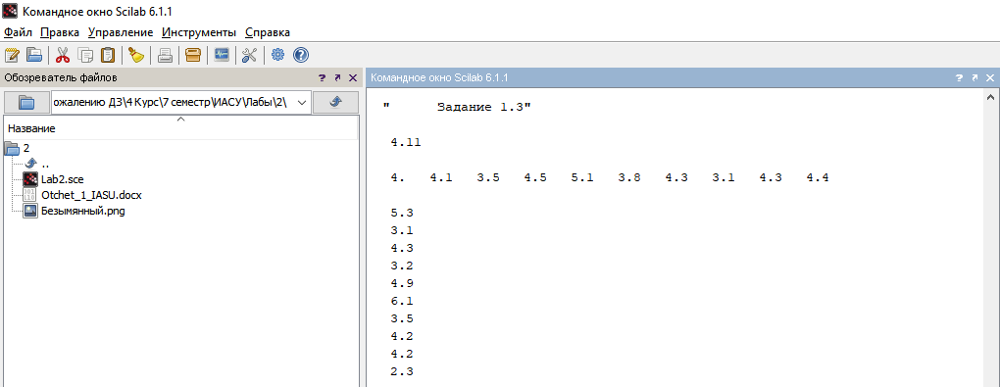 Командное окно Scilab 6.1.1
Файл Правка Управление Инструменты Справка
Обозреватель файлов ? ↗ ×
ожалению ДЗ\4 Курс\7 семестр\ИАСУ\Лабы\2\
Название
2
..
Lab2.sce
Otchet_1_IASU.docx
Безымянный.png
Командное окно Scilab 6.1.1 ? ↗ ×
" Задание 1.3"
4.11
4. 4.1 3.5 4.5 5.1 3.8 4.3 3.1 4.3 4.4
5.3
3.1
4.3
3.2
4.9
6.1
3.5
4.2
4.2
2.3